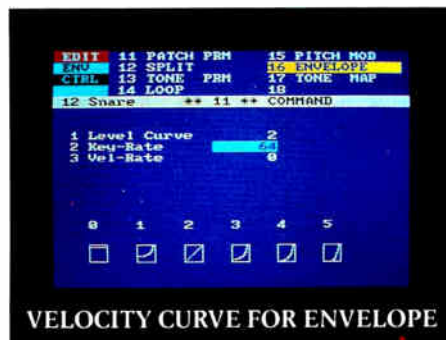 EDIT 11 PATCH PRM 15 PITCH MOD
ENV 12 SPLIT 16 ENVELOPE
CTRL 13 TONE PRM 17 TONE MAP
14 LOOP 18
12 Snare ** 11 ** COMMAND
1 Level Curve 2
2 Key-Rate 64
3 Vel-Rate 0
0 1 2 3 4 5
VELOCITY CURVE FOR ENVELOPE